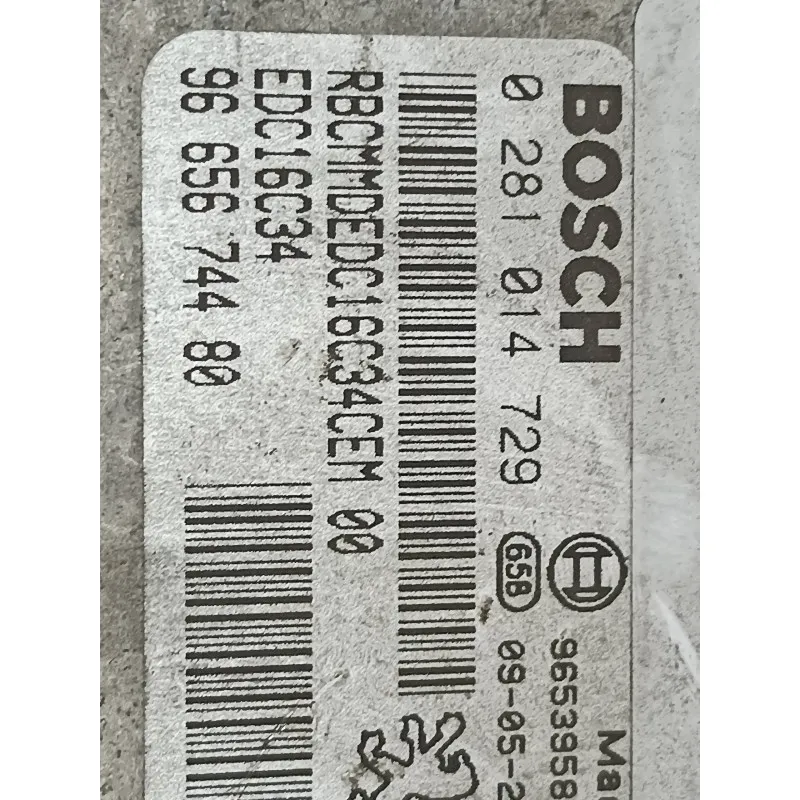 BOSCH
0 281 014 729 658 09-05-2
9653958
Ma
RBCMMDEDC16C34CEM 00
EDC16C34
96 656 744 80